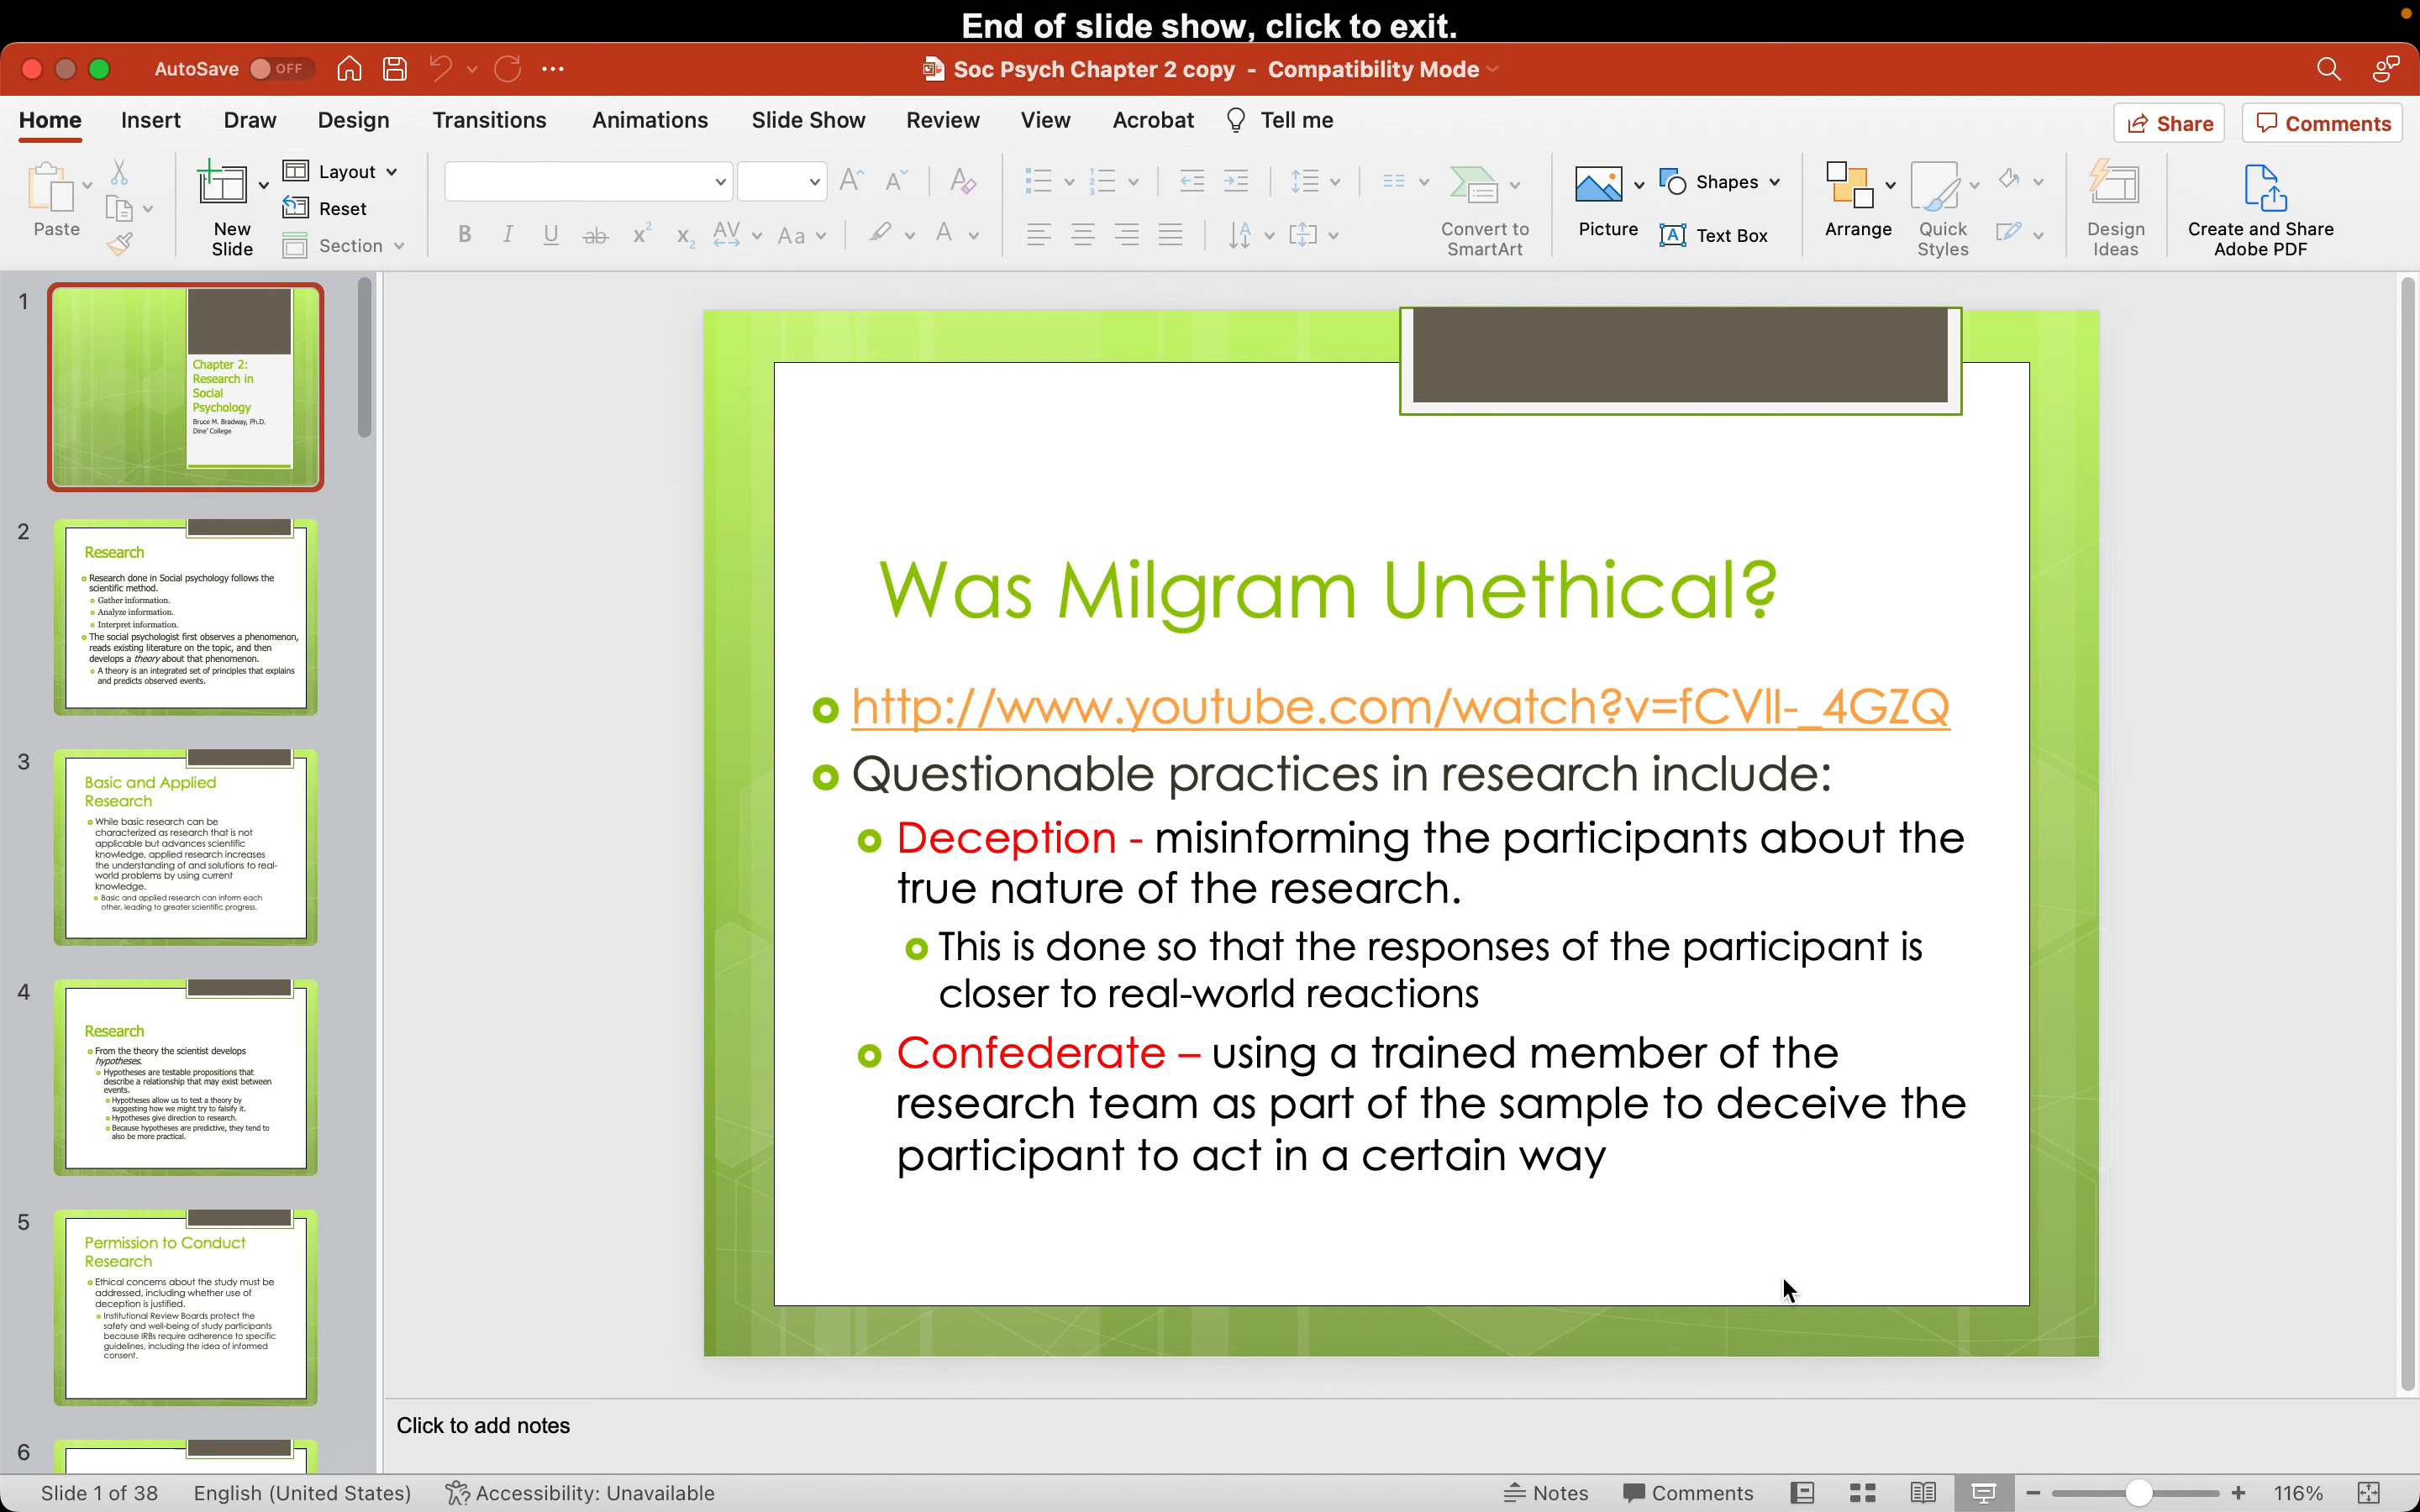 End of slide show, click to exit.
AutoSave OFF
Soc Psych Chapter 2 copy - Compatibility Mode
Home Insert Draw Design Transitions Animations Slide Show Review View Acrobat Tell me
Share Comments
Paste
New
Slide
Layout
Reset
Section
B I U ab x² x₂ AV Aa A
Convert to
SmartArt
Picture
Shapes
Text Box
Arrange
Quick
Styles
Design
Ideas
Create and Share
Adobe PDF
1
Chapter 2:
Research in
Social
Psychology
Bruce M. Bradway, Ph.D.
Dine' College
2
Research
Research done in Social psychology follows the
scientific method.
Gather information.
Analyze information.
Interpret information.
The social psychologist first observes a phenomenon,
reads existing literature on the topic, and then
develops a theory about that phenomenon.
A theory is an integrated set of principles that explains
and predicts observed events.
3
Basic and Applied
Research
While basic research can be
characterized as research that is not
applicable but advances scientific
knowledge, applied research increases
the understanding of and solutions to real-
world problems by using current
knowledge.
Basic and applied research can inform each
other, leading to greater scientific progress.
4
Research
From the theory the scientist develops
hypotheses.
Hypotheses are testable propositions that
describe a relationship that may exist between
events.
Hypotheses allow us to test a theory by
suggesting how we might try to falsify it.
Hypotheses give direction to research.
Because hypotheses are predictive, they tend to
also be more practical.
5
Permission to Conduct
Research
Ethical concerns about the study must be
addressed, including whether use of
deception is justified.
Institutional Review Boards protect the
safety and well-being of study participants
because IRBs require adherence to specific
guidelines, including the idea of informed
consent.
6
Was Milgram Unethical?
http://www.youtube.com/watch?v=fCVlI-_4GZQ
Questionable practices in research include:
Deception - misinforming the participants about the
true nature of the research.
This is done so that the responses of the participant is
closer to real-world reactions
Confederate – using a trained member of the
research team as part of the sample to deceive the
participant to act in a certain way
Click to add notes
Slide 1 of 38 English (United States) Accessibility: Unavailable
Notes Comments 116%